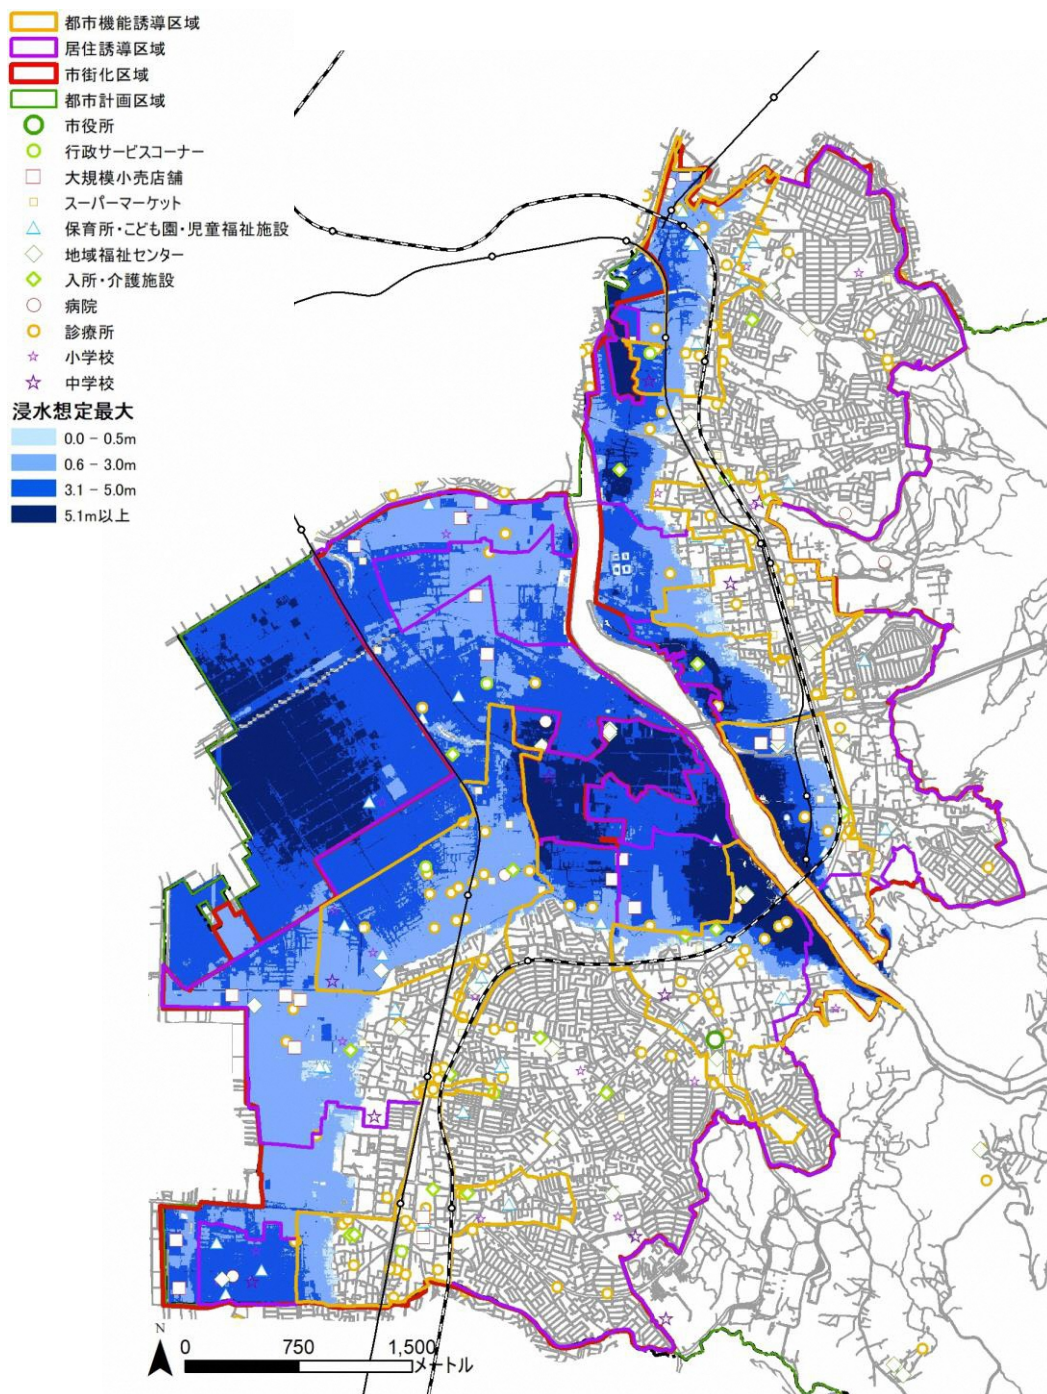 都市機能誘導区域
居住誘導区域
市街化区域
都市計画区域
市役所
行政サービスコーナー
大規模小売店舗
スーパーマーケット
保育所・こども園・児童福祉施設
地域福祉センター
入所・介護施設
病院
診療所
小学校
中学校
浸水想定最大
0.0 - 0.5m
0.6 - 3.0m
3.1 - 5.0m
5.1m以上
N
0 750 1,500
メートル